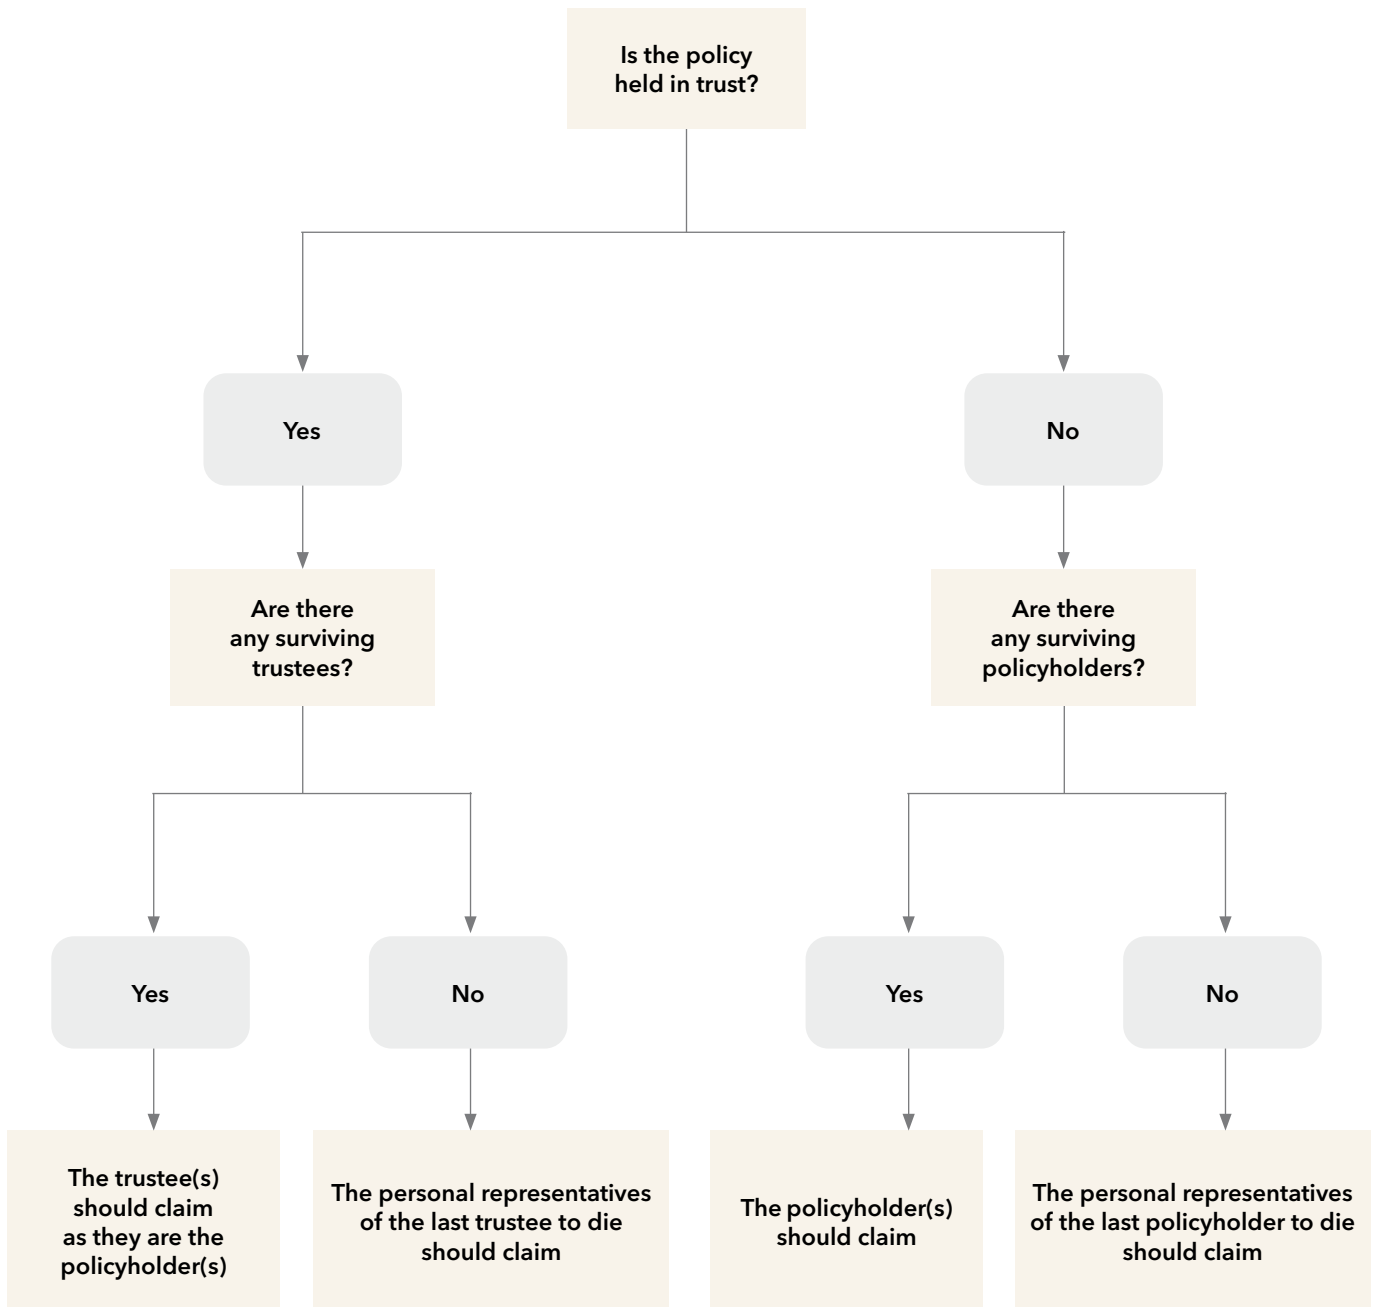 Is the policy
held in trust?
Yes
No
Are there
any surviving
trustees?
Are there
any surviving
policyholders?
Yes
No
Yes
No
The trustee(s)
should claim
as they are the
policyholder(s)
The personal representatives
of the last trustee to die
should claim
The policyholder(s)
should claim
The personal representatives
of the last policyholder to die
should claim